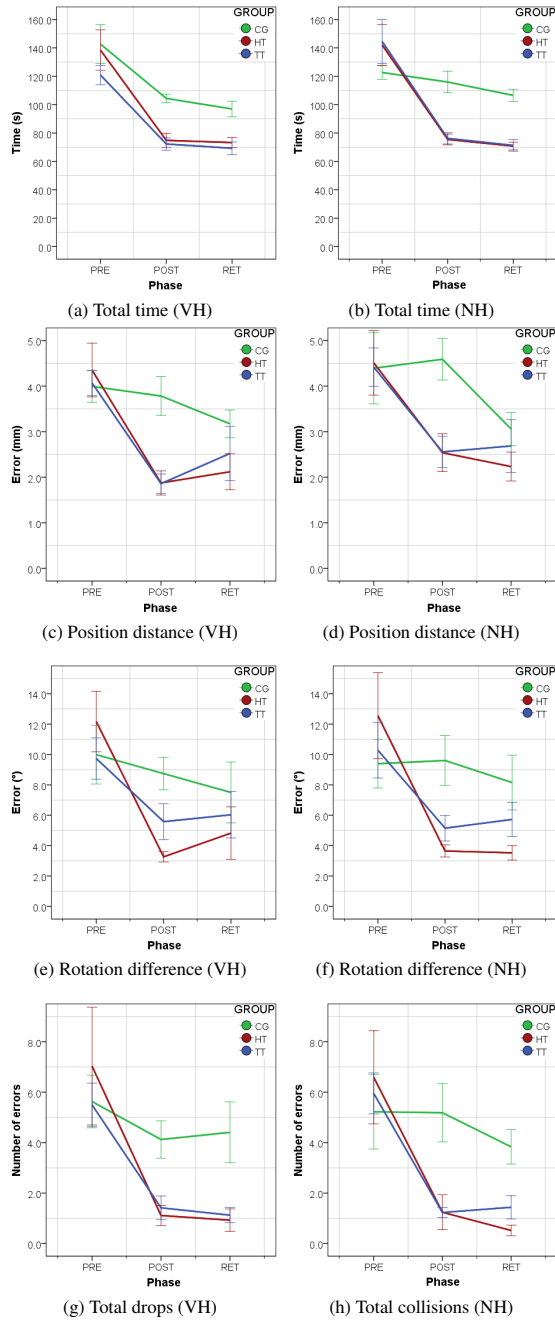 GROUP
CG
HT
TT
160.0
140.0
120.0
100.0
80.0
60.0
40.0
20.0
0.0
Time (s)
PRE POST RET
Phase
(a) Total time (VH)
GROUP
CG
HT
TT
160.0
140.0
120.0
100.0
80.0
60.0
40.0
20.0
0.0
Time (s)
PRE POST RET
Phase
(b) Total time (NH)
GROUP
CG
HT
TT
5.0
4.0
3.0
2.0
1.0
0.0
Error (mm)
PRE POST RET
Phase
(c) Position distance (VH)
GROUP
CG
HT
TT
5.0
4.0
3.0
2.0
1.0
0.0
Error (mm)
PRE POST RET
Phase
(d) Position distance (NH)
GROUP
CG
HT
TT
14.0
12.0
10.0
8.0
6.0
4.0
2.0
0.0
Error (°)
PRE POST RET
Phase
(e) Rotation difference (VH)
GROUP
CG
HT
TT
14.0
12.0
10.0
8.0
6.0
4.0
2.0
0.0
Error (°)
PRE POST RET
Phase
(f) Rotation difference (NH)
GROUP
CG
HT
TT
8.0
6.0
4.0
2.0
0.0
Number of errors
PRE POST RET
Phase
(g) Total drops (VH)
GROUP
CG
HT
TT
8.0
6.0
4.0
2.0
0.0
Number of errors
PRE POST RET
Phase
(h) Total collisions (NH)